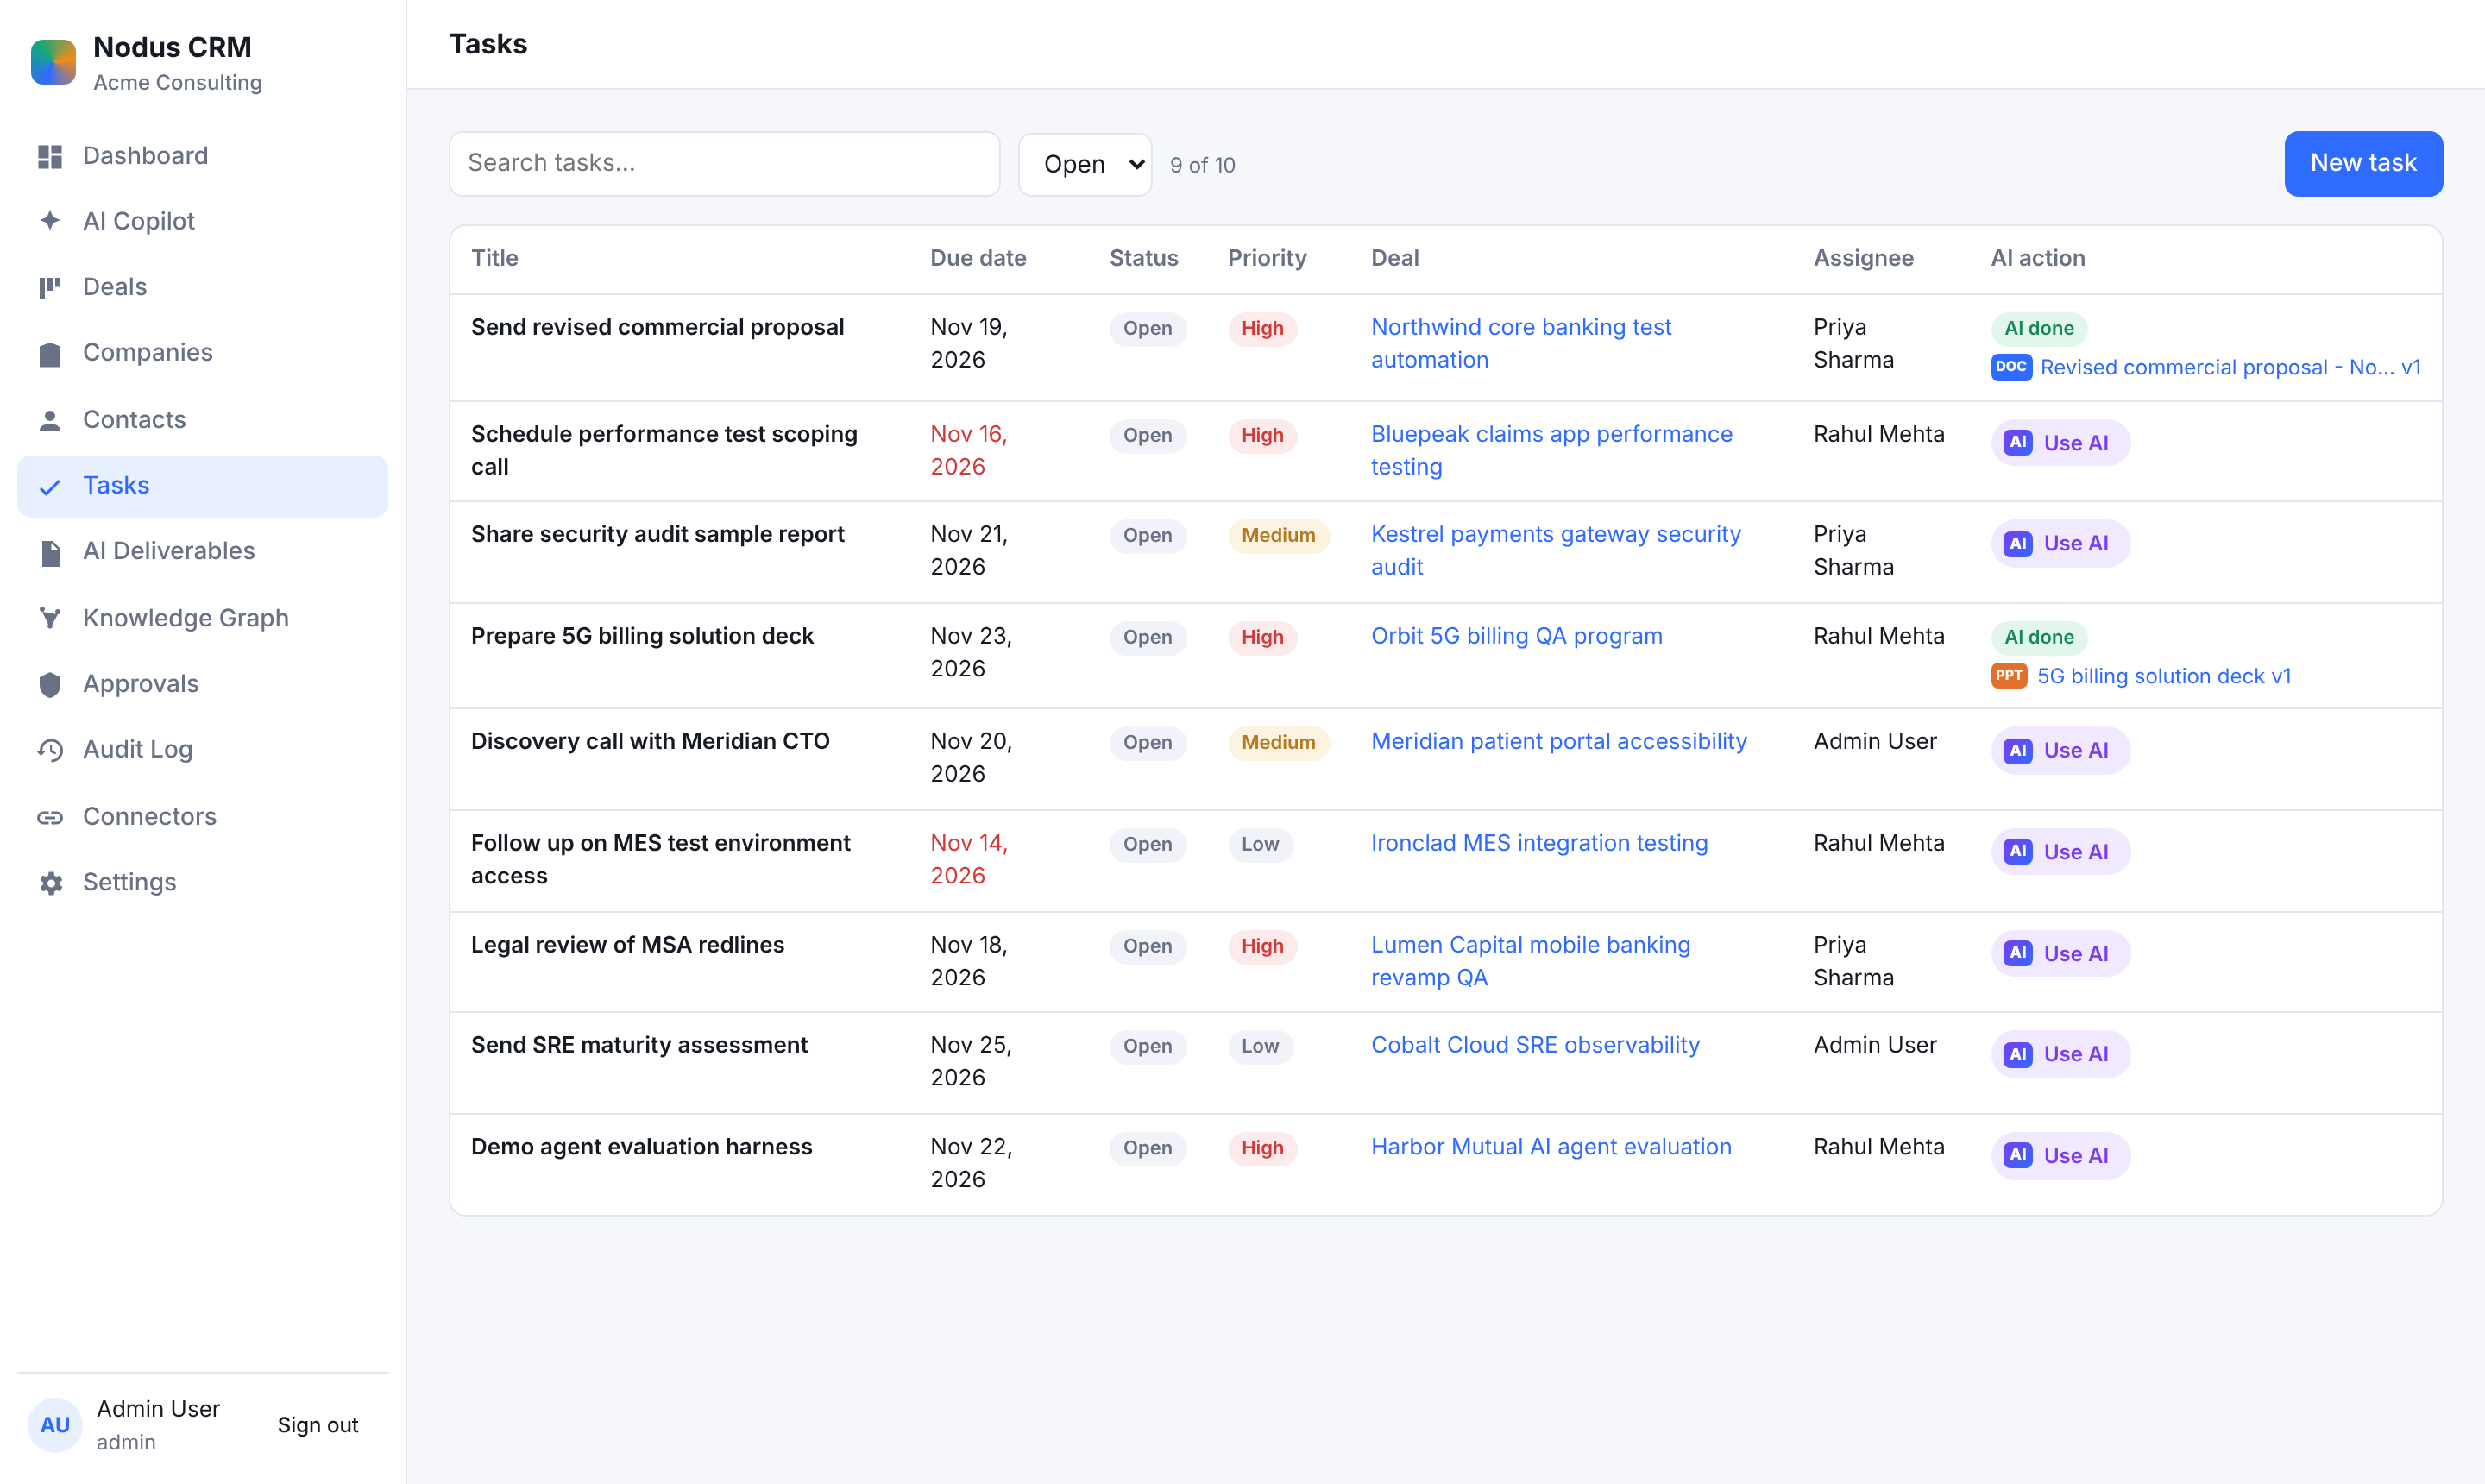 Nodus CRM
Acme Consulting
Dashboard
AI Copilot
Deals
Companies
Contacts
Tasks
AI Deliverables
Knowledge Graph
Approvals
Audit Log
Connectors
Settings
AU
Admin User
admin
Sign out
Tasks
Search tasks...
Open
9 of 10
New task
Title Due date Status Priority Deal Assignee AI action
Send revised commercial proposal
Nov 19,
2026
Open
High
Northwind core banking test
automation
Priya
Sharma
AI done
DOC Revised commercial proposal - No... v1
Schedule performance test scoping
call
Nov 16,
2026
Open
High
Bluepeak claims app performance
testing
Rahul Mehta
AI Use AI
Share security audit sample report
Nov 21,
2026
Open
Medium
Kestrel payments gateway security
audit
Priya
Sharma
AI Use AI
Prepare 5G billing solution deck
Nov 23,
2026
Open
High
Orbit 5G billing QA program
Rahul Mehta
AI done
PPT 5G billing solution deck v1
Discovery call with Meridian CTO
Nov 20,
2026
Open
Medium
Meridian patient portal accessibility
Admin User
AI Use AI
Follow up on MES test environment
access
Nov 14,
2026
Open
Low
Ironclad MES integration testing
Rahul Mehta
AI Use AI
Legal review of MSA redlines
Nov 18,
2026
Open
High
Lumen Capital mobile banking
revamp QA
Priya
Sharma
AI Use AI
Send SRE maturity assessment
Nov 25,
2026
Open
Low
Cobalt Cloud SRE observability
Admin User
AI Use AI
Demo agent evaluation harness
Nov 22,
2026
Open
High
Harbor Mutual AI agent evaluation
Rahul Mehta
AI Use AI